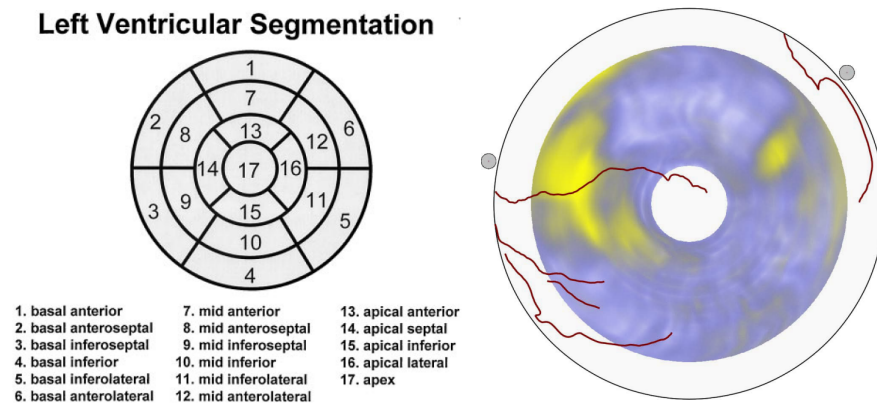 Left Ventricular Segmentation
1
7
2
8
13
12
6
14
17
16
3
9
15
11
5
10
4
1. basal anterior
2. basal anteroseptal
3. basal inferoseptal
4. basal inferior
5. basal inferolateral
6. basal anterolateral
7. mid anterior
8. mid anteroseptal
9. mid inferoseptal
10. mid inferior
11. mid inferolateral
12. mid anterolateral
13. apical anterior
14. apical septal
15. apical inferior
16. apical lateral
17. apex